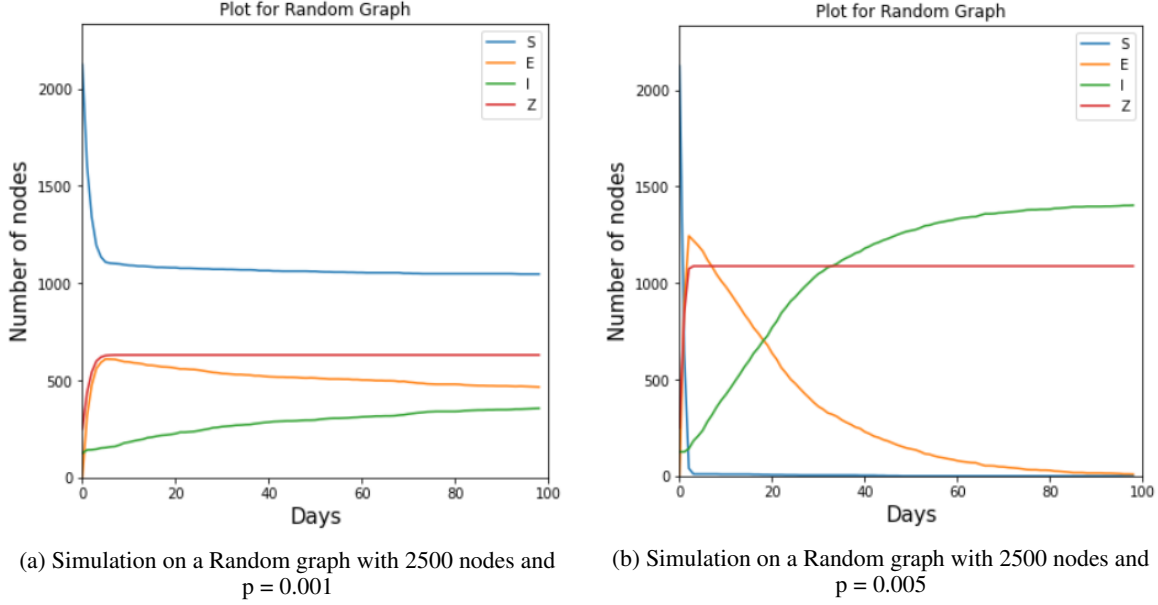 Plot for Random Graph
S
E
I
Z
2000
1500
1000
500
0
Number of nodes
0 20 40 60 80 100
Days
(a) Simulation on a Random graph with 2500 nodes and
p = 0.001
Plot for Random Graph
S
E
I
Z
2000
1500
1000
500
0
Number of nodes
0 20 40 60 80 100
Days
(b) Simulation on a Random graph with 2500 nodes and
p = 0.005